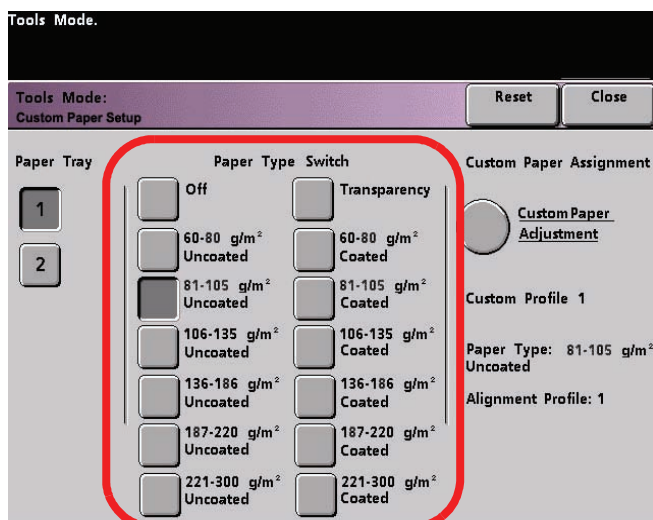 Tools Mode.
Tools Mode:
Custom Paper Setup
Reset
Close
Paper Tray
1
2
Paper Type Switch
Off
Transparency
60-80 g/m²
Uncoated
60-80 g/m²
Coated
81-105 g/m²
Uncoated
81-105 g/m²
Coated
106-135 g/m²
Uncoated
106-135 g/m²
Coated
136-186 g/m²
Uncoated
136-186 g/m²
Coated
187-220 g/m²
Uncoated
187-220 g/m²
Coated
221-300 g/m²
Uncoated
221-300 g/m²
Coated
Custom Paper Assignment
Custom Paper
Adjustment
Custom Profile 1
Paper Type: 81-105 g/m²
Uncoated
Alignment Profile: 1